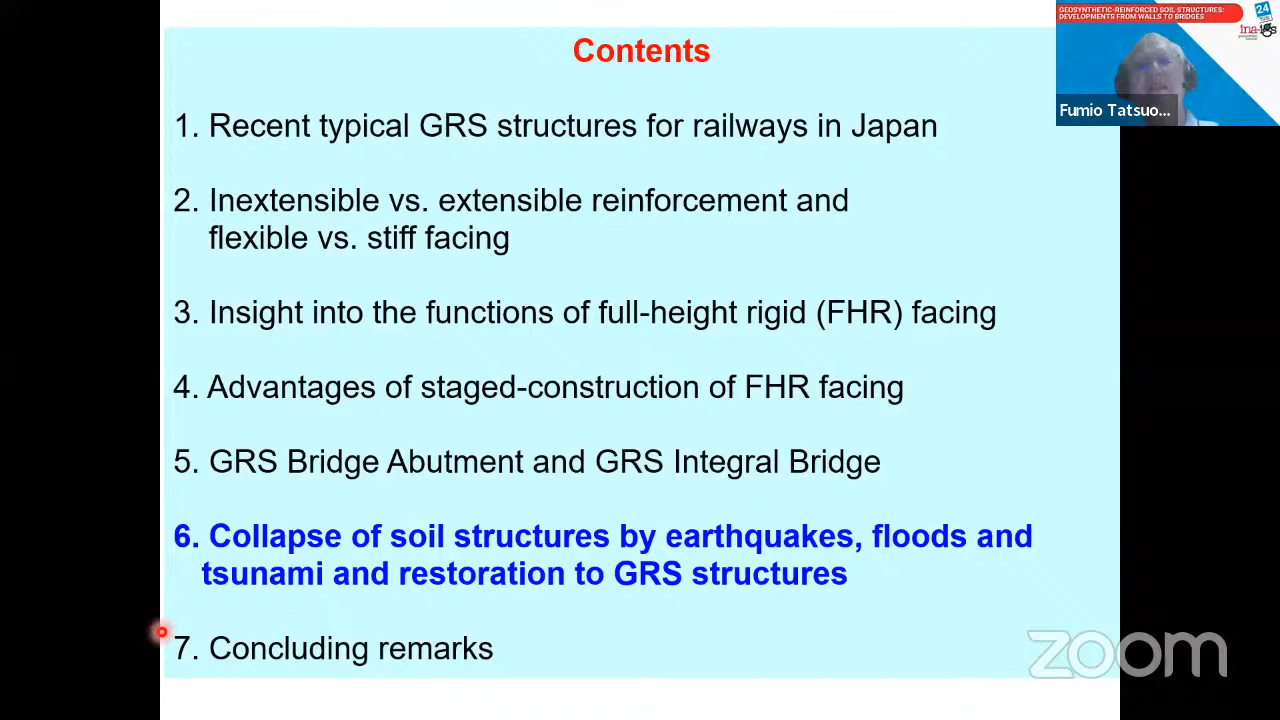 Contents
1. Recent typical GRS structures for railways in Japan
2. Inextensible vs. extensible reinforcement and
flexible vs. stiff facing
3. Insight into the functions of full-height rigid (FHR) facing
4. Advantages of staged-construction of FHR facing
5. GRS Bridge Abutment and GRS Integral Bridge
6. Collapse of soil structures by earthquakes, floods and
tsunami and restoration to GRS structures
7. Concluding remarks
GEOSYNTHETIC-REINFORCED SOIL STRUCTURES:
DEVELOPMENTS FROM WALLS TO BRIDGES
24
Fumio Tatsuo...
zoom